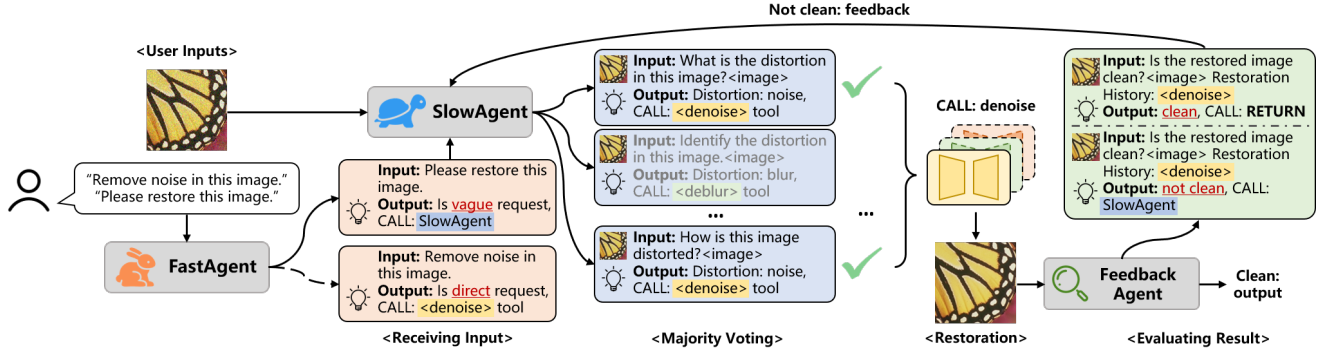 Not clean: feedback
<User Inputs>
"Remove noise in this image."
"Please restore this image."
FastAgent
SlowAgent
Input: Please restore this
image.
Output: Is vague request,
CALL: SlowAgent
Input: Remove noise in
this image.
Output: Is direct request,
CALL: <denoise> tool
<Receiving Input>
Input: What is the distortion
in this image?<image>
Output: Distortion: noise,
CALL: <denoise> tool
Input: Identify the distortion
in this image.<image>
Output: Distortion: blur,
CALL: <deblur> tool
...
Input: How is this image
distorted?<image>
Output: Distortion: noise,
CALL: <denoise> tool
<Majority Voting>
...
CALL: denoise
<Restoration>
Input: Is the restored image
clean?<image> Restoration
History: <denoise>
Output: clean, CALL: RETURN
Input: Is the restored image
clean?<image> Restoration
History: <denoise>
Output: not clean, CALL:
SlowAgent
Feedback
Agent
Clean:
output
<Evaluating Result>